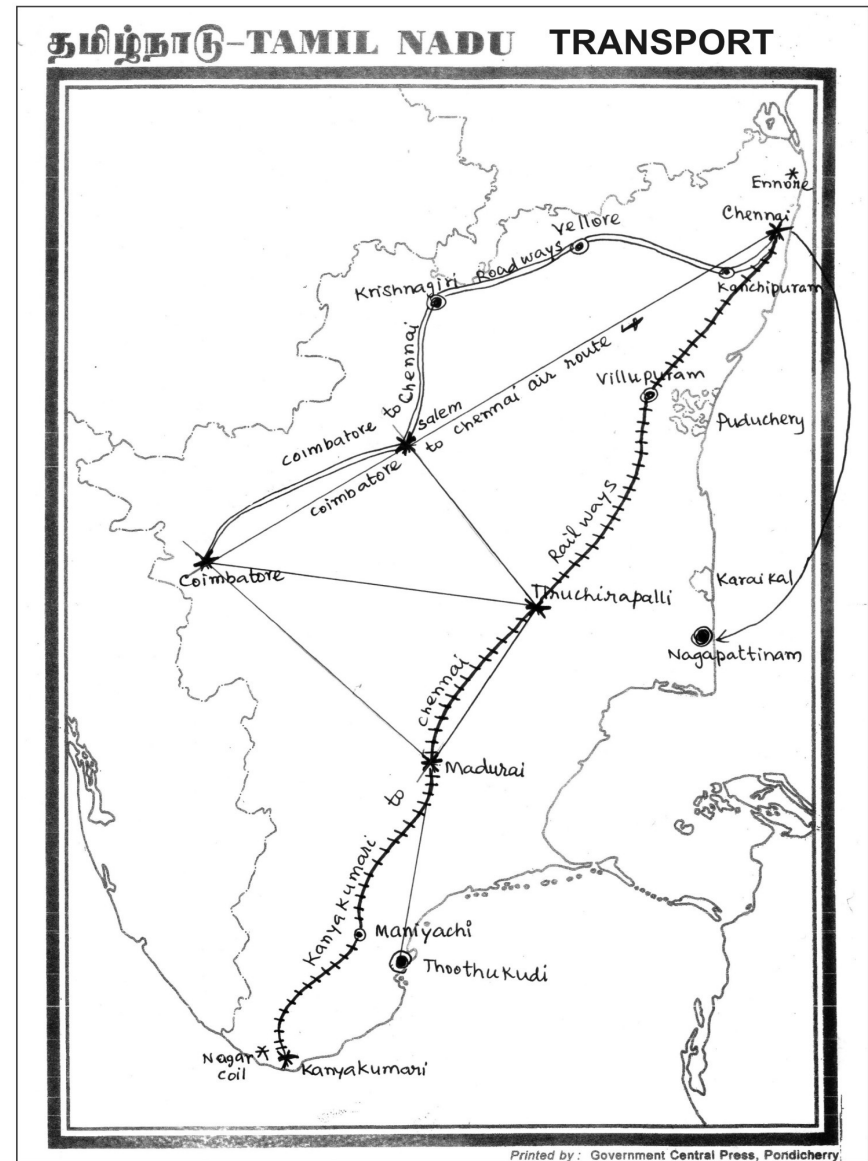 தமிழ்நாடு-TAMIL NADU TRANSPORT
Ennore
Chennai
Vellore
Roadways
Krishnagiri
Kanchipuram
Coimbatore to Chennai
Salem
Coimbatore to Chennai air route
Villupuram
Puduchery
Railways
Coimbatore
Thiruchirapalli
Karaikal
Nagapattinam
Kanyakumari to Chennai
Madurai
Maniyachi
Thoothukudi
Nagar
Coil
Kanyakumari
Printed by : Government Central Press, Pondicherry